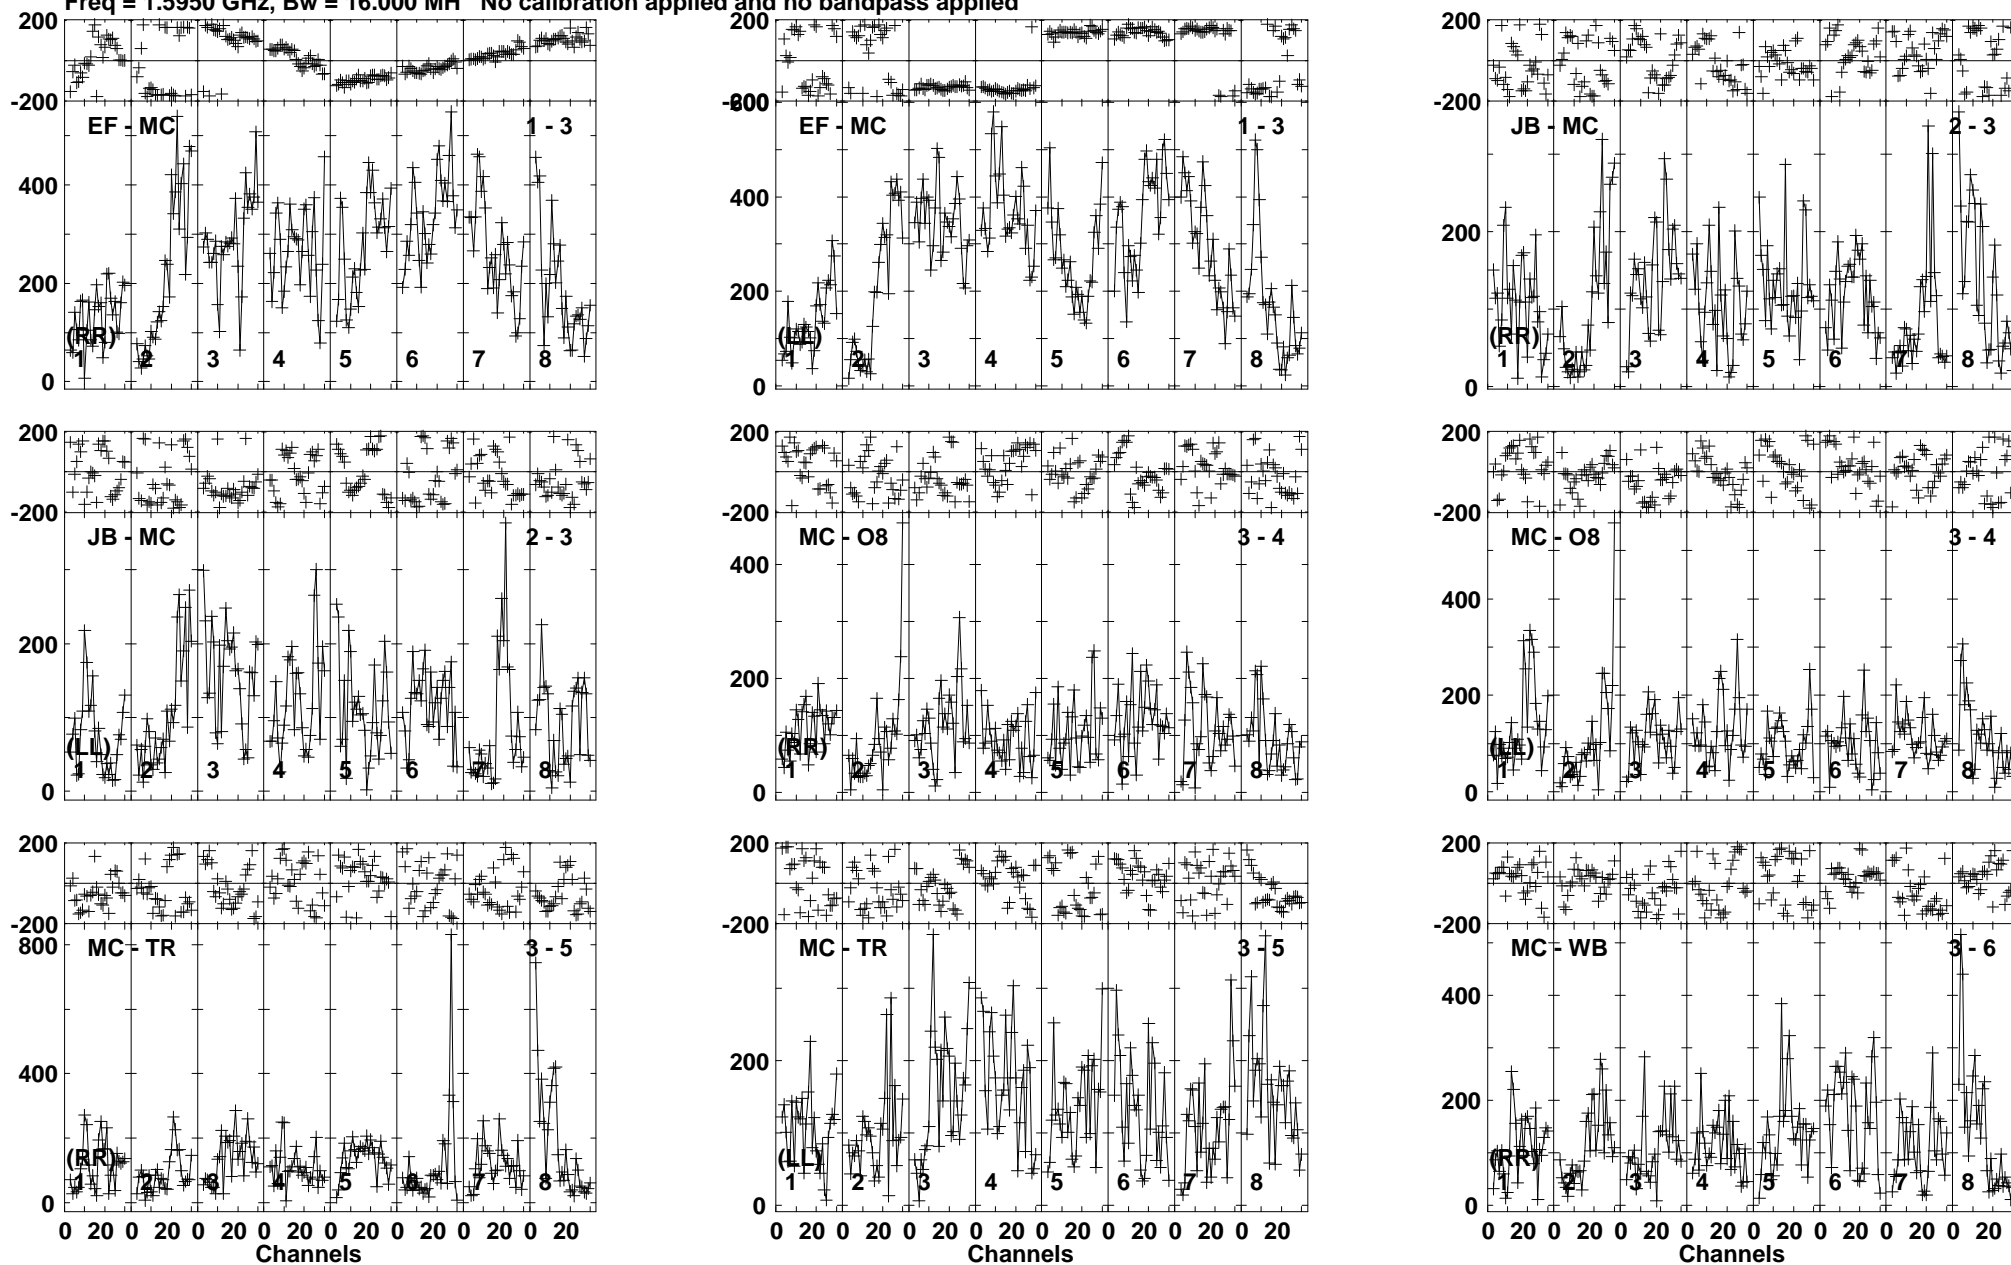 Freq = 1.5950 GHz, Bw = 16.000 MH No calibration applied and no bandpass applied
200 200 200
-200 -200
EF - MC 1 - 3 600 EF - MC 1 - 3 JB - MC 2 - 3
400 400
200 200 200
(RR) (LL) (RR)
1 2 3 4 5 6 7 8 1 2 3 4 5 6 7 8 1 2 3 4 5 6 7 8
0 0 0
200 200 200
-200 -200 -200
JB - MC 2 - 3 MC - O8 3 - 4 MC - O8 3 - 4
400 400
200 200 200
(LL) (RR) (LL)
1 2 3 4 5 6 7 8 1 2 3 4 5 6 7 8 1 2 3 4 5 6 7 8
0 0 0
200 200 200
-200 -200 -200
800 MC - TR 3 - 5 MC - TR 3 - 5 MC - WB 3 - 6
400 400
200 200
(RR) (LL) (RR)
1 2 3 4 5 6 7 8 1 2 3 4 5 6 7 8 1 2 3 4 5 6 7 8
0 0 0
0 20 0 20 0 20 0 20 0 20 0 20 0 20 0 20 0 20 0 20 0 20 0 20 0 20 0 20 0 20 0 20 0 20 0 20 0 20 0 20 0 20 0 20 0 20 0 20
Channels Channels Channels